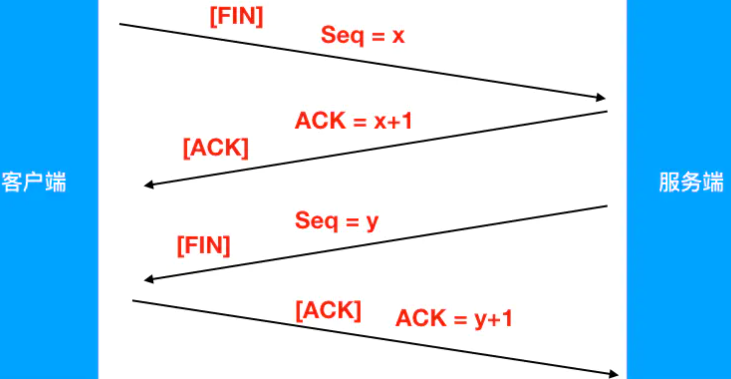 [FIN]
Seq = x
ACK = x+1
[ACK]
客户端
服务端
Seq = y
[FIN]
[ACK]
ACK = y+1